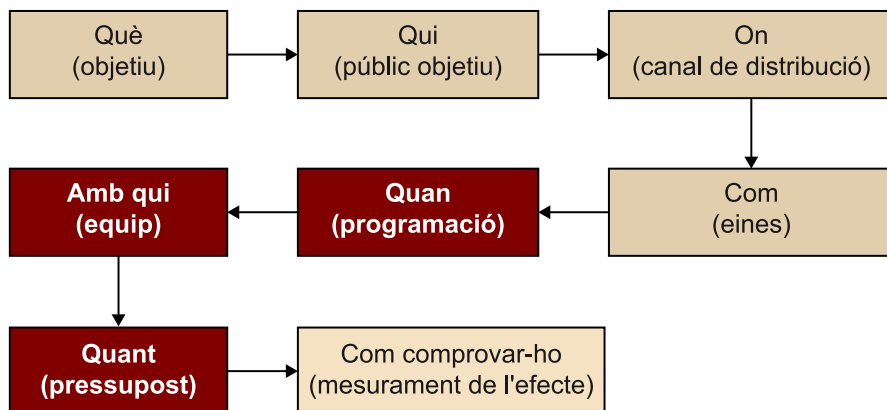 Què
(objetiu)
Qui
(públic objetiu)
On
(canal de distribució)
Com
(eines)
Quan
(programació)
Amb qui
(equip)
Quant
(pressupost)
Com comprovar-ho
(mesurament de l'efecte)